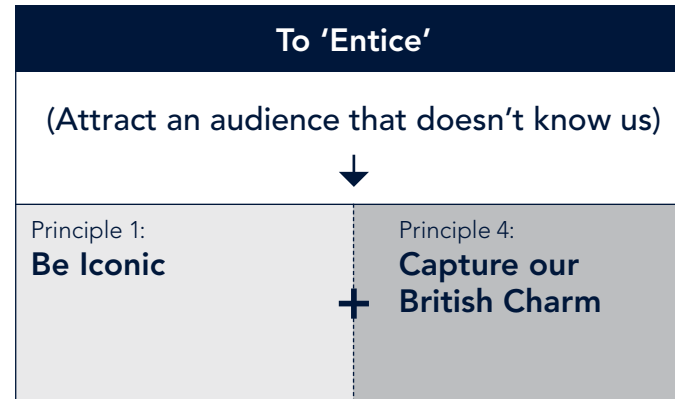 To ‘Entice’
(Attract an audience that doesn’t know us)
Principle 1:
Be Iconic
+
Principle 4:
Capture our
British Charm